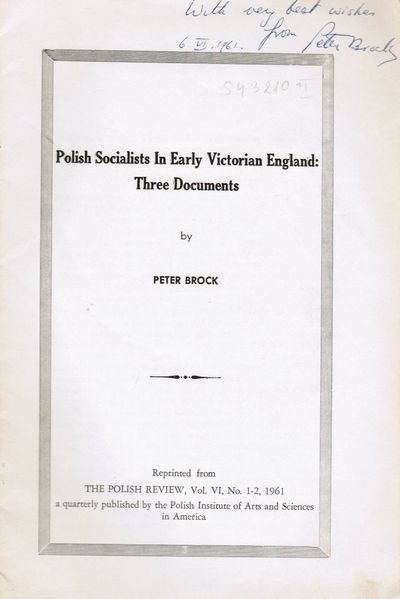 With very best wishes
from Peter Brock
6 VI. 1961.
543210 II
Polish Socialists In Early Victorian England:
Three Documents
by
PETER BROCK
Reprinted from
THE POLISH REVIEW, Vol. VI, No. 1-2, 1961
a quarterly published by the Polish Institute of Arts and Sciences
in America